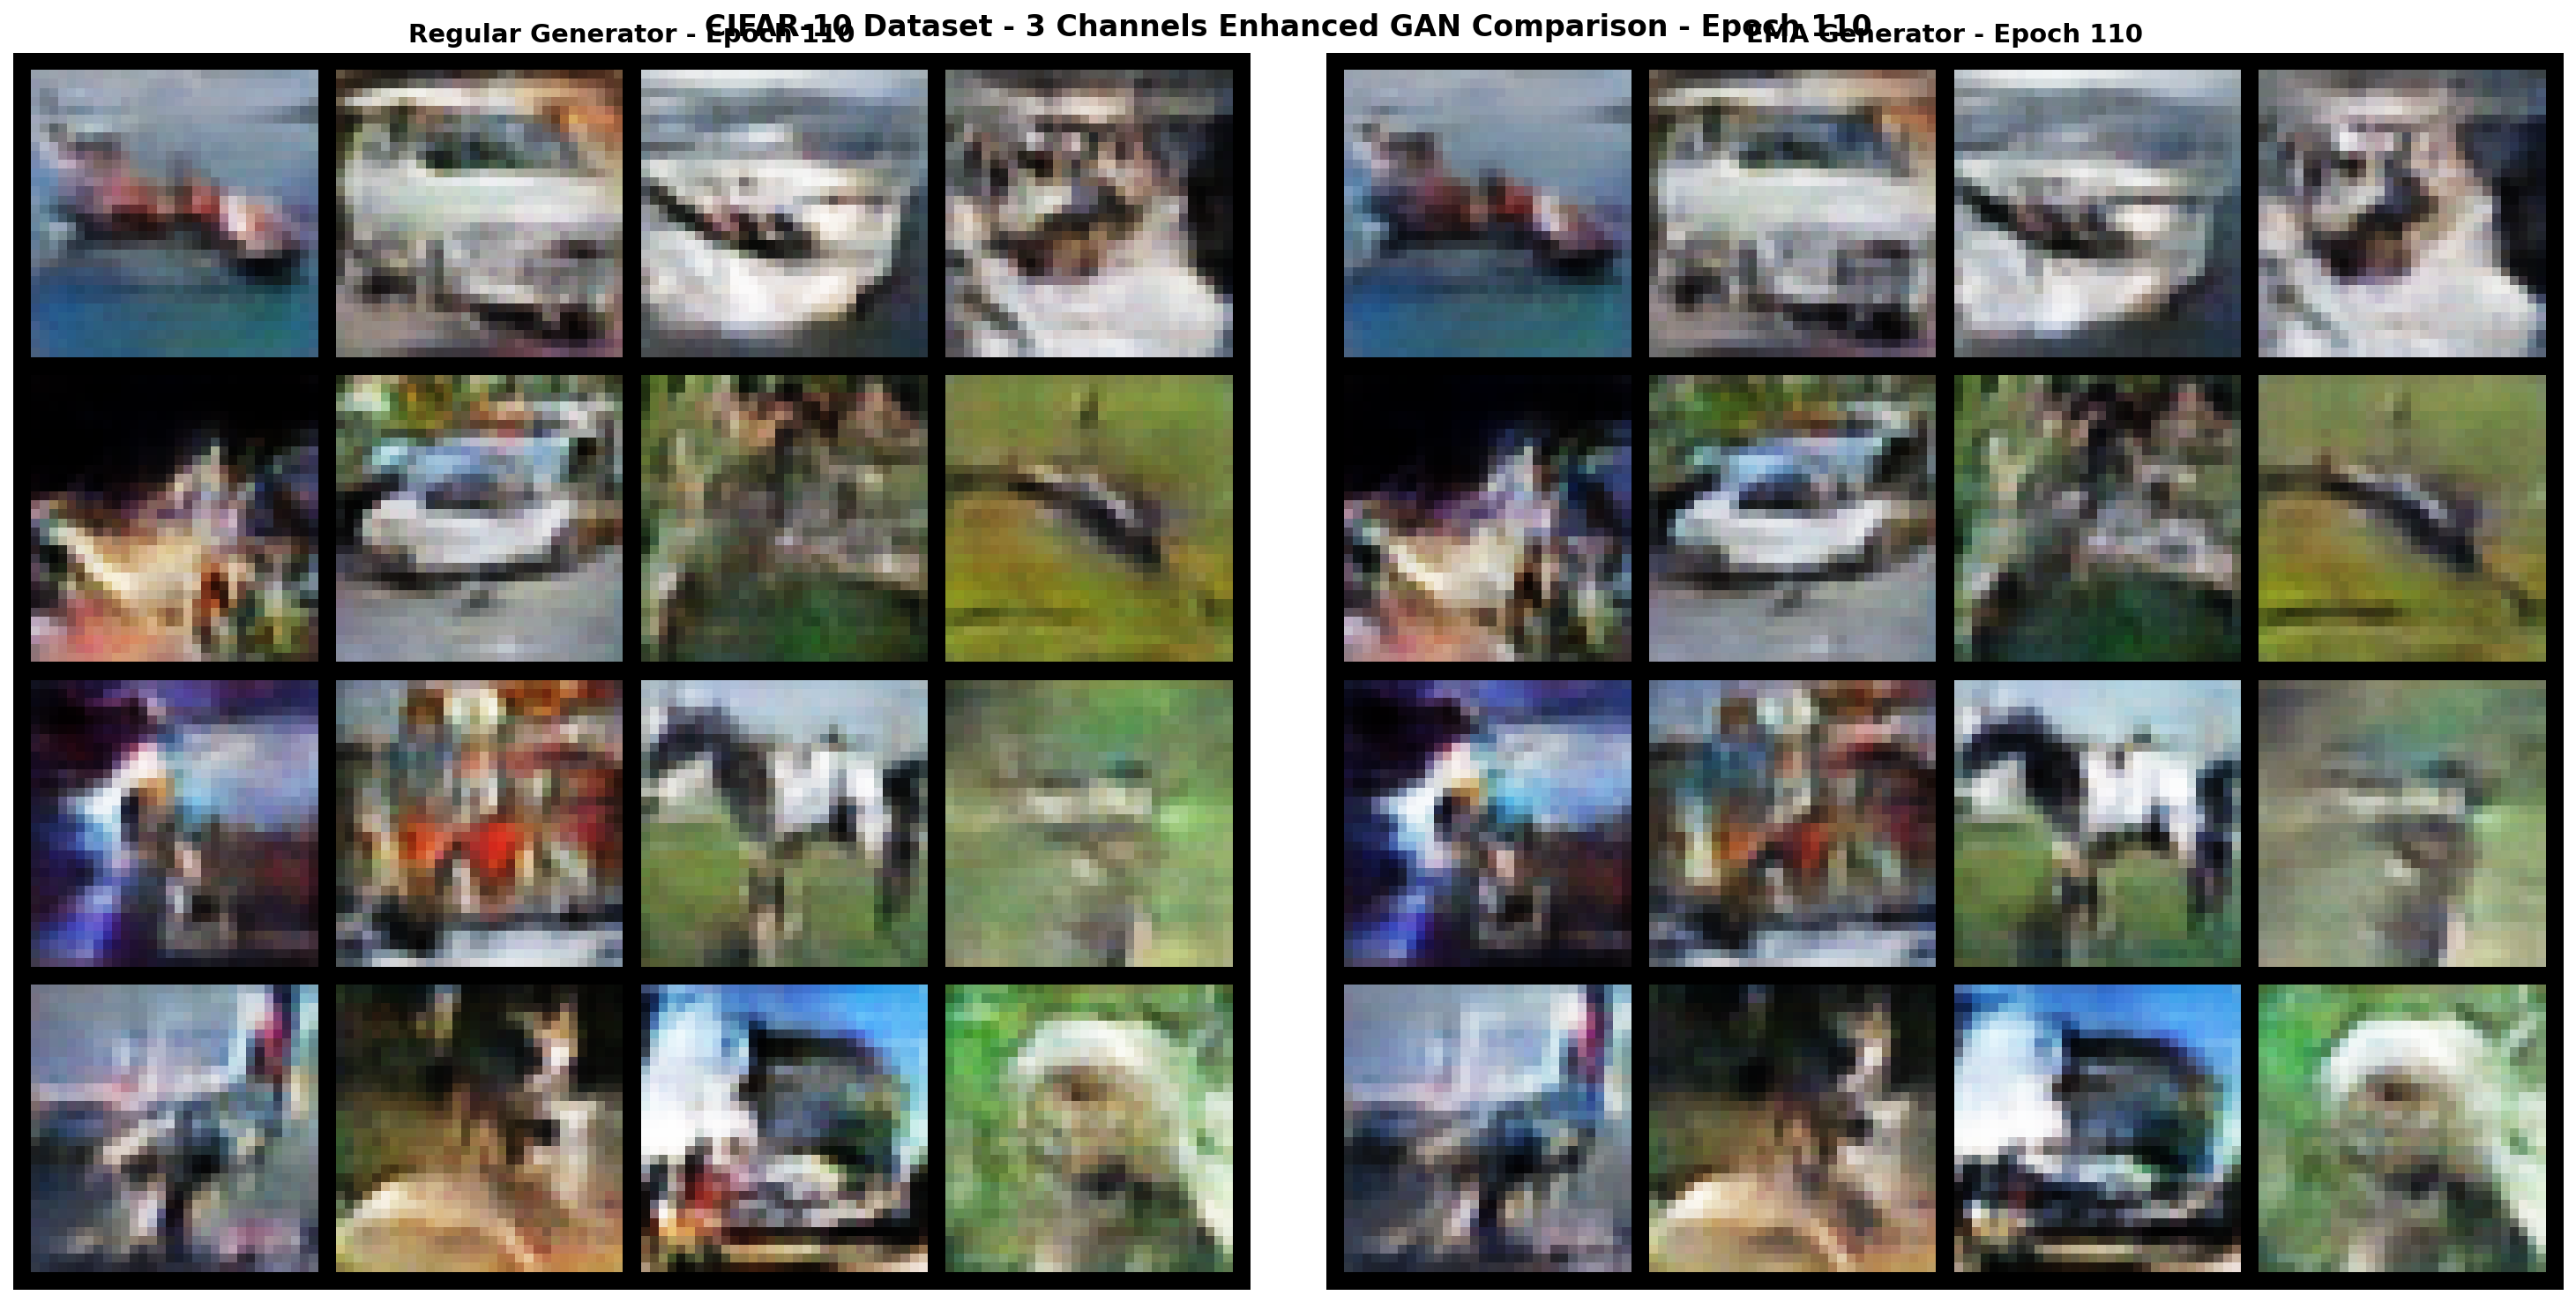 CIFAR-10 Dataset - 3 Channels Enhanced GAN Comparison - Epoch 110
Regular Generator - Epoch 110
EMA Generator - Epoch 110